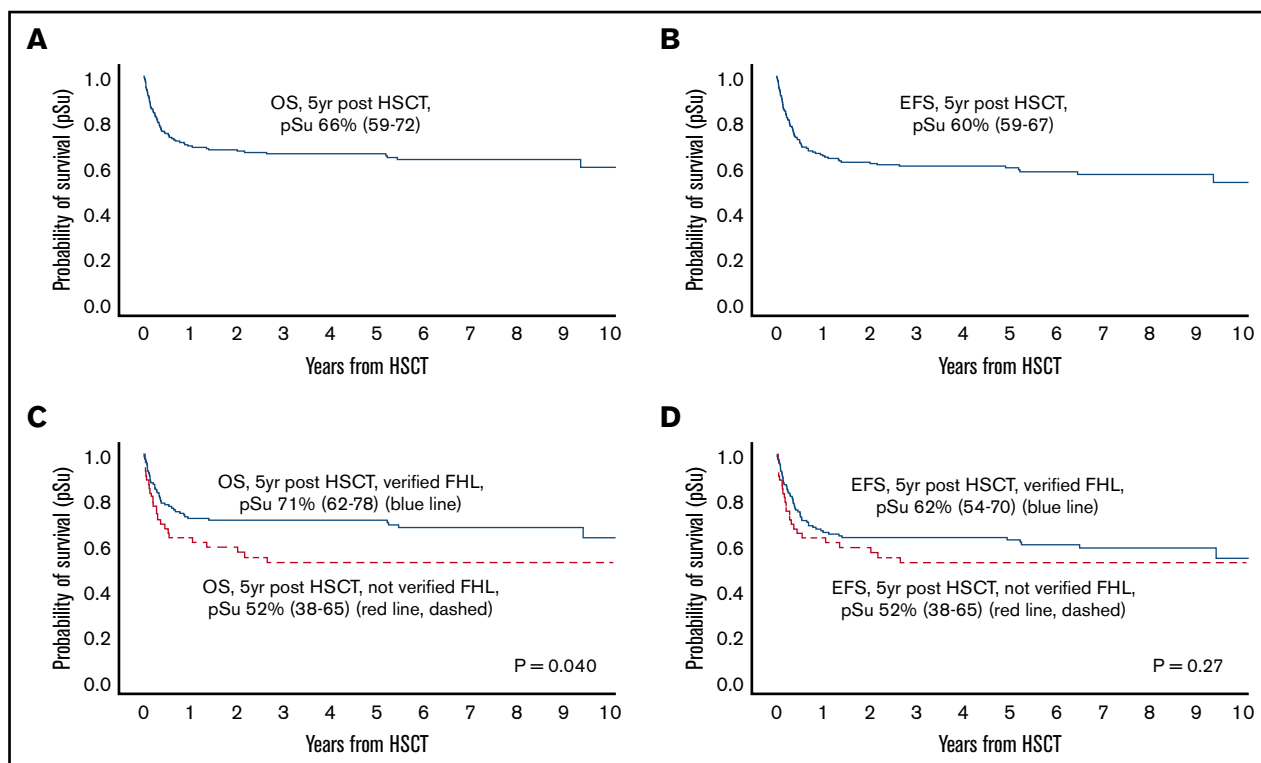 A
Probability of survival (pSu)
1.0
0.8
0.6
0.4
0.2
0.0
OS, 5yr post HSCT,
pSu 66% (59-72)
0 1 2 3 4 5 6 7 8 9 10
Years from HSCT
B
Probability of survival (pSu)
1.0
0.8
0.6
0.4
0.2
0.0
EFS, 5yr post HSCT,
pSu 60% (59-67)
0 1 2 3 4 5 6 7 8 9 10
Years from HSCT
C
Probability of survival (pSu)
1.0
0.8
0.6
0.4
0.2
0.0
OS, 5yr post HSCT, verified FHL,
pSu 71% (62-78) (blue line)
OS, 5yr post HSCT, not verified FHL,
pSu 52% (38-65) (red line, dashed)
P = 0.040
0 1 2 3 4 5 6 7 8 9 10
Years from HSCT
D
Probability of survival (pSu)
1.0
0.8
0.6
0.4
0.2
0.0
EFS, 5yr post HSCT, verified FHL,
pSu 62% (54-70) (blue line)
EFS, 5yr post HSCT, not verified FHL,
pSu 52% (38-65) (red line, dashed)
P = 0.27
0 1 2 3 4 5 6 7 8 9 10
Years from HSCT